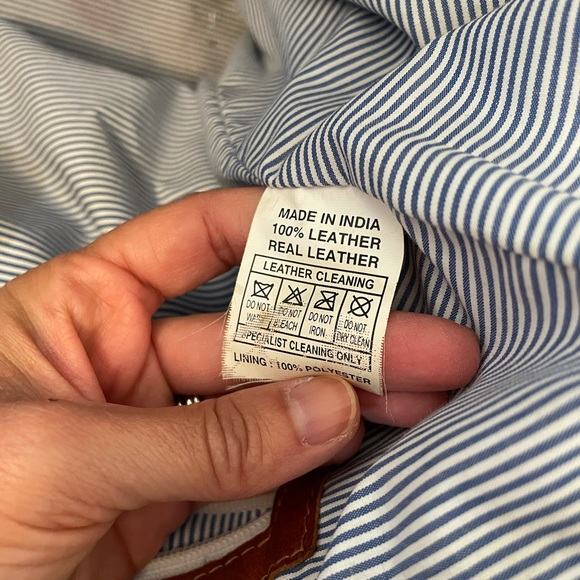 MADE IN INDIA
100% LEATHER
REAL LEATHER
LEATHER CLEANING
DO NOT DO NOT DO NOT DO NOT
WASH BLEACH IRON DRY CLEAN
SPECIALIST CLEANING ONLY
LINING : 100% POLYESTER